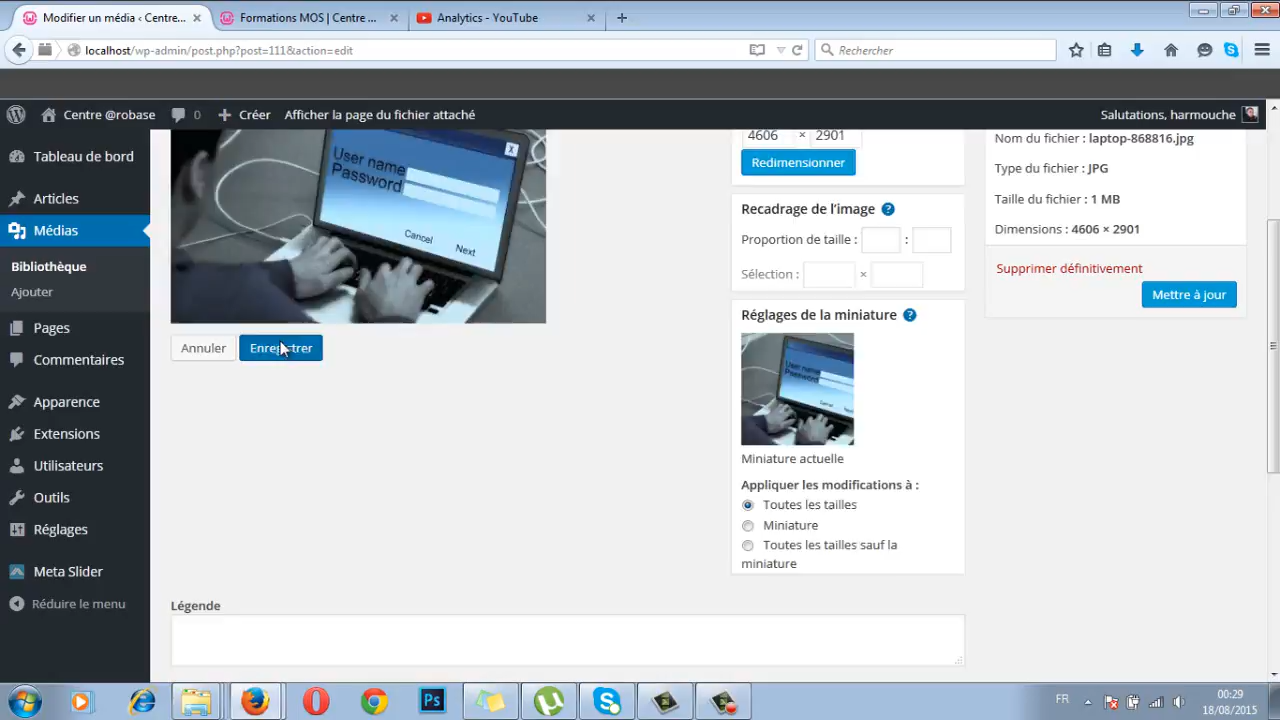 Modifier un média ‹ Centre...
Formations MOS | Centre ...
Analytics - YouTube
localhost/wp-admin/post.php?post=111&action=edit
Rechercher
Centre @robase
0
Créer
Afficher la page du fichier attaché
Salutations, harmouche
Tableau de bord
Articles
Médias
Bibliothèque
Ajouter
Pages
Commentaires
Apparence
Extensions
Utilisateurs
Outils
Réglages
Meta Slider
Réduire le menu
User name
Password
Cancel
Next
X
Annuler
Enregistrer
4606 × 2901
Redimensionner
Recadrage de l'image
Proportion de taille : :
Sélection : ×
Réglages de la miniature
User name
Password
Miniature actuelle
Appliquer les modifications à :
Toutes les tailles
Miniature
Toutes les tailles sauf la
miniature
Légende
Nom du fichier : laptop-868816.jpg
Type du fichier : JPG
Taille du fichier : 1 MB
Dimensions : 4606 × 2901
Supprimer définitivement
Mettre à jour
Ps
FR
00:29
18/08/2015